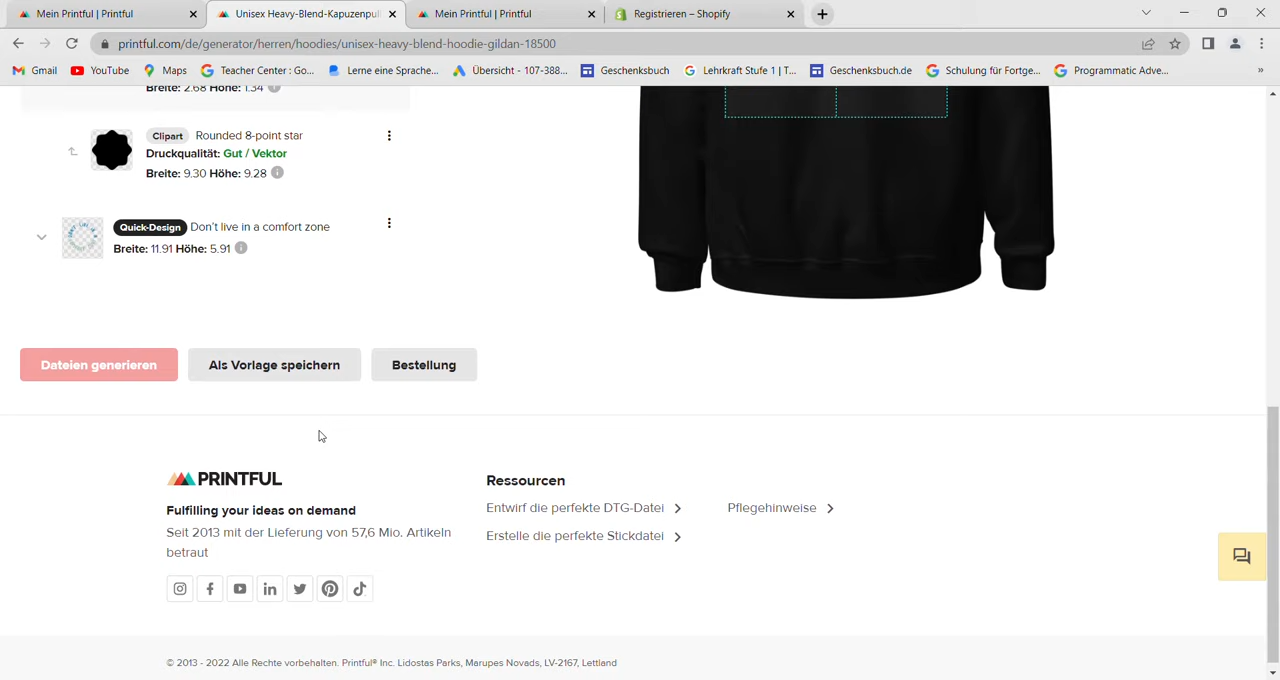 Mein Printful | Printful
Unisex Heavy-Blend-Kapuzenpull
Mein Printful | Printful
Registrieren – Shopify
printful.com/de/generator/herren/hoodies/unisex-heavy-blend-hoodie-gildan-18500
Gmail
YouTube
Maps
Teacher Center : Go...
Lerne eine Sprache...
Übersicht - 107-388...
Geschenksbuch
Lehrkraft Stufe 1 | T...
Geschenksbuch.de
Schulung für Fortge...
Programmatic Adve...
»
Breite: 2.68 Höhe: 1.34
Clipart Rounded 8-point star
Druckqualität: Gut / Vektor
Breite: 9.30 Höhe: 9.28
Quick-Design Don't live in a comfort zone
Breite: 11.91 Höhe: 5.91
Dateien generieren
Als Vorlage speichern
Bestellung
PRINTFUL
Fulfilling your ideas on demand
Seit 2013 mit der Lieferung von 57,6 Mio. Artikeln
betraut
Ressourcen
Entwirf die perfekte DTG-Datei
Pflegehinweise
Erstelle die perfekte Stickdatei
© 2013 - 2022 Alle Rechte vorbehalten. Printful® Inc. Lidostas Parks, Marupes Novads, LV-2167, Lettland